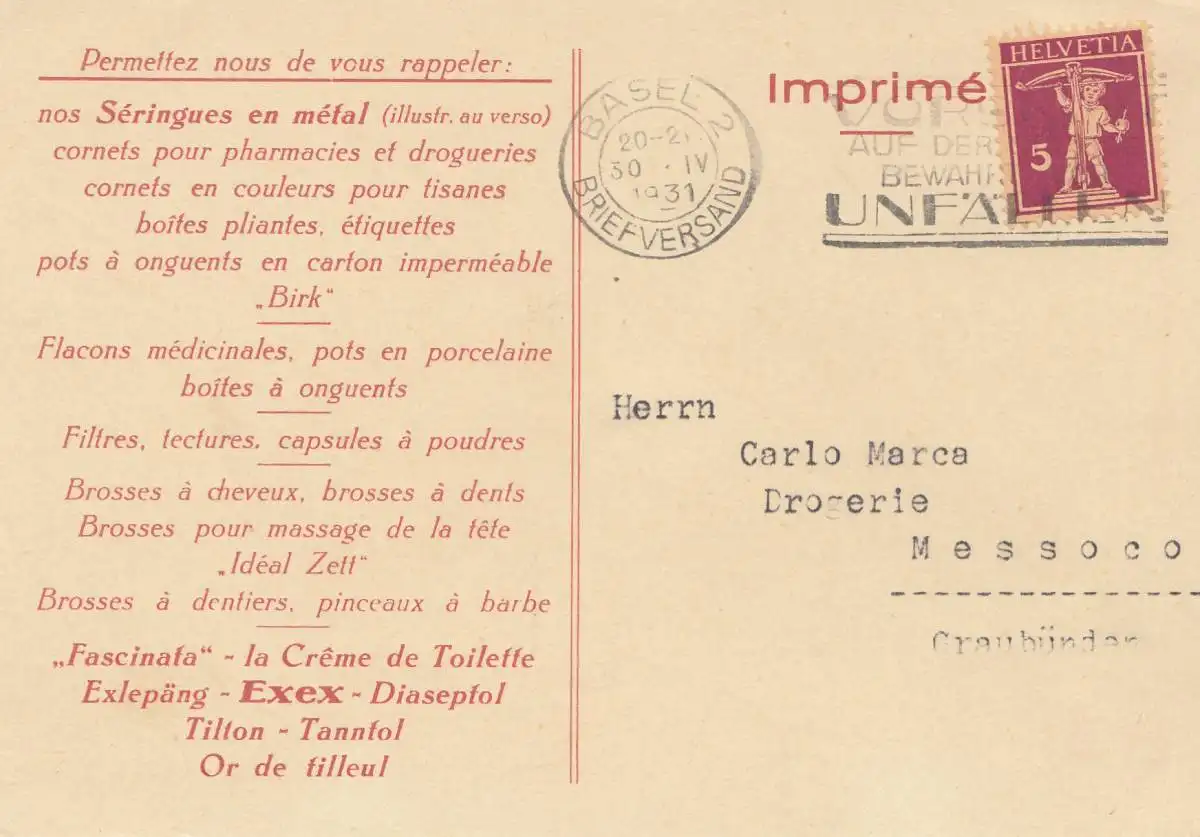 Permettez nous de vous rappeler:
nos Séringues en métal (illustr. au verso)
cornets pour pharmacies et drogueries
cornets en couleurs pour tisanes
boîtes pliantes, étiquettes
pots à onguents en carton imperméable
„Birk“
Flacons médicinales, pots en porcelaine
boîtes à onguents
Filtres, tectures, capsules à poudres
Brosses à cheveux, brosses à dents
Brosses pour massage de la tête
„Idéal Zett“
Brosses à dentiers, pinceaux à barbe
„Fascinata“ - la Crême de Toilette
Exlepäng - Exex - Diaseptol
Tilton - Tanntol
Or de tilleul
BASEL 2
20-2
30 . IV
1931
BRIEFVERSAND
Imprimé
AUF DER
UNFÄLLEN
HELVETIA
5
Herrn
Carlo Marca
Drogerie
Messoco
Graubünden